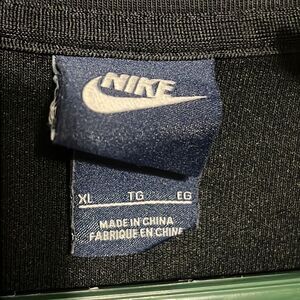 NIKE
XL TG EG
MADE IN CHINA
FABRIQUÉ EN CHINE